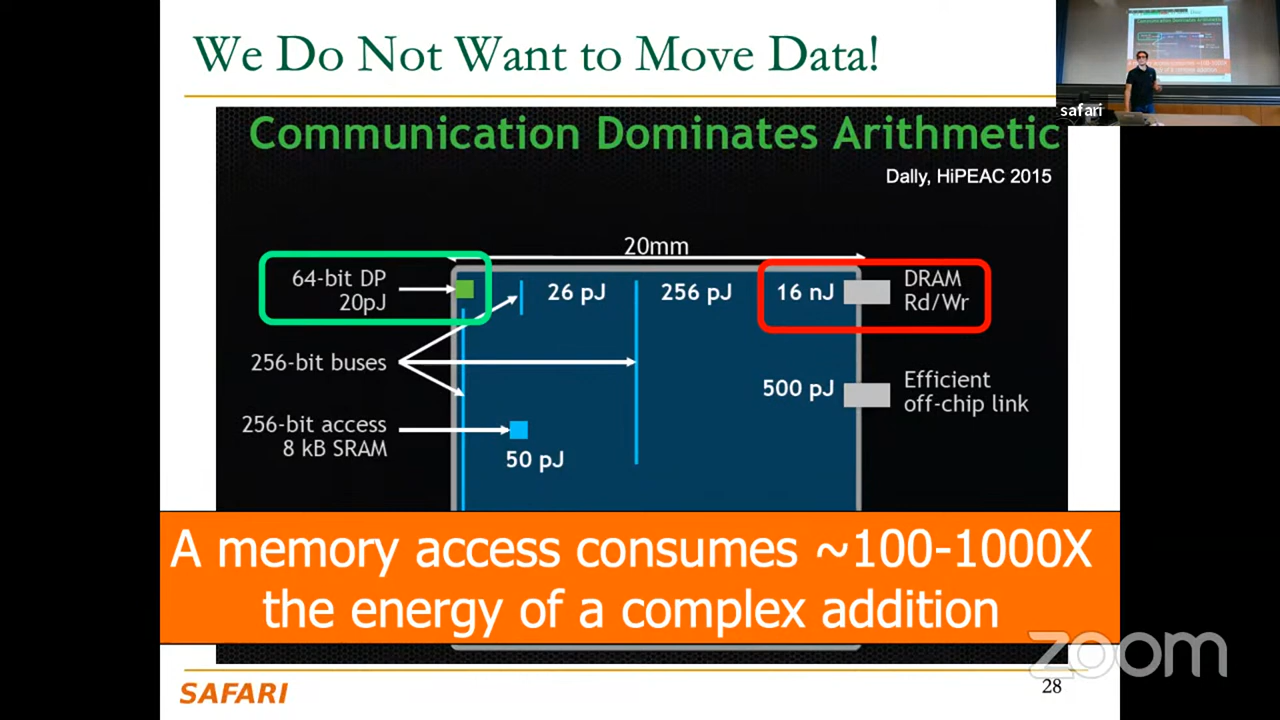 We Do Not Want to Move Data!
safari
Communication Dominates Arithmetic
Dally, HiPEAC 2015
20mm
64-bit DP
20pJ
26 pJ
256 pJ
16 nJ
DRAM
Rd/Wr
256-bit buses
500 pJ
Efficient
off-chip link
256-bit access
8 kB SRAM
50 pJ
A memory access consumes ~100-1000X
the energy of a complex addition
zoom
SAFARI
28